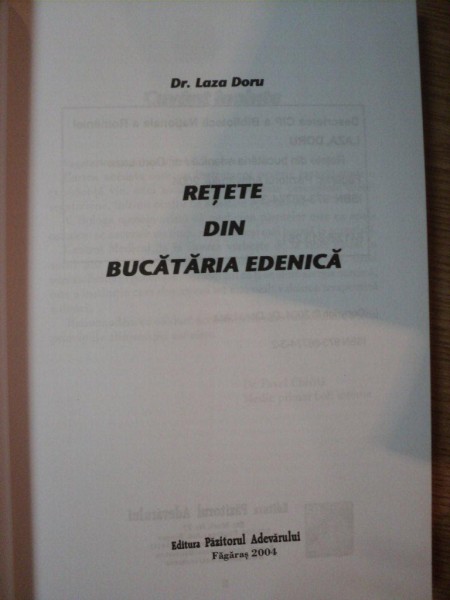 Dr. Laza Doru
REȚETE
DIN
BUCĂTĂRIA EDENICĂ
Editura Păzitorul Adevărului
Făgăraș 2004